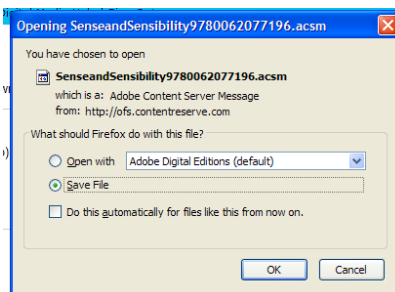 Opening SenseandSensibility9780062077196.acsm
You have chosen to open
SenseandSensibility9780062077196.acsm
which is a: Adobe Content Server Message
from: http://ofs.contentreserve.com
What should Firefox do with this file?
Open with Adobe Digital Editions (default)
Save File
Do this automatically for files like this from now on.
OK Cancel